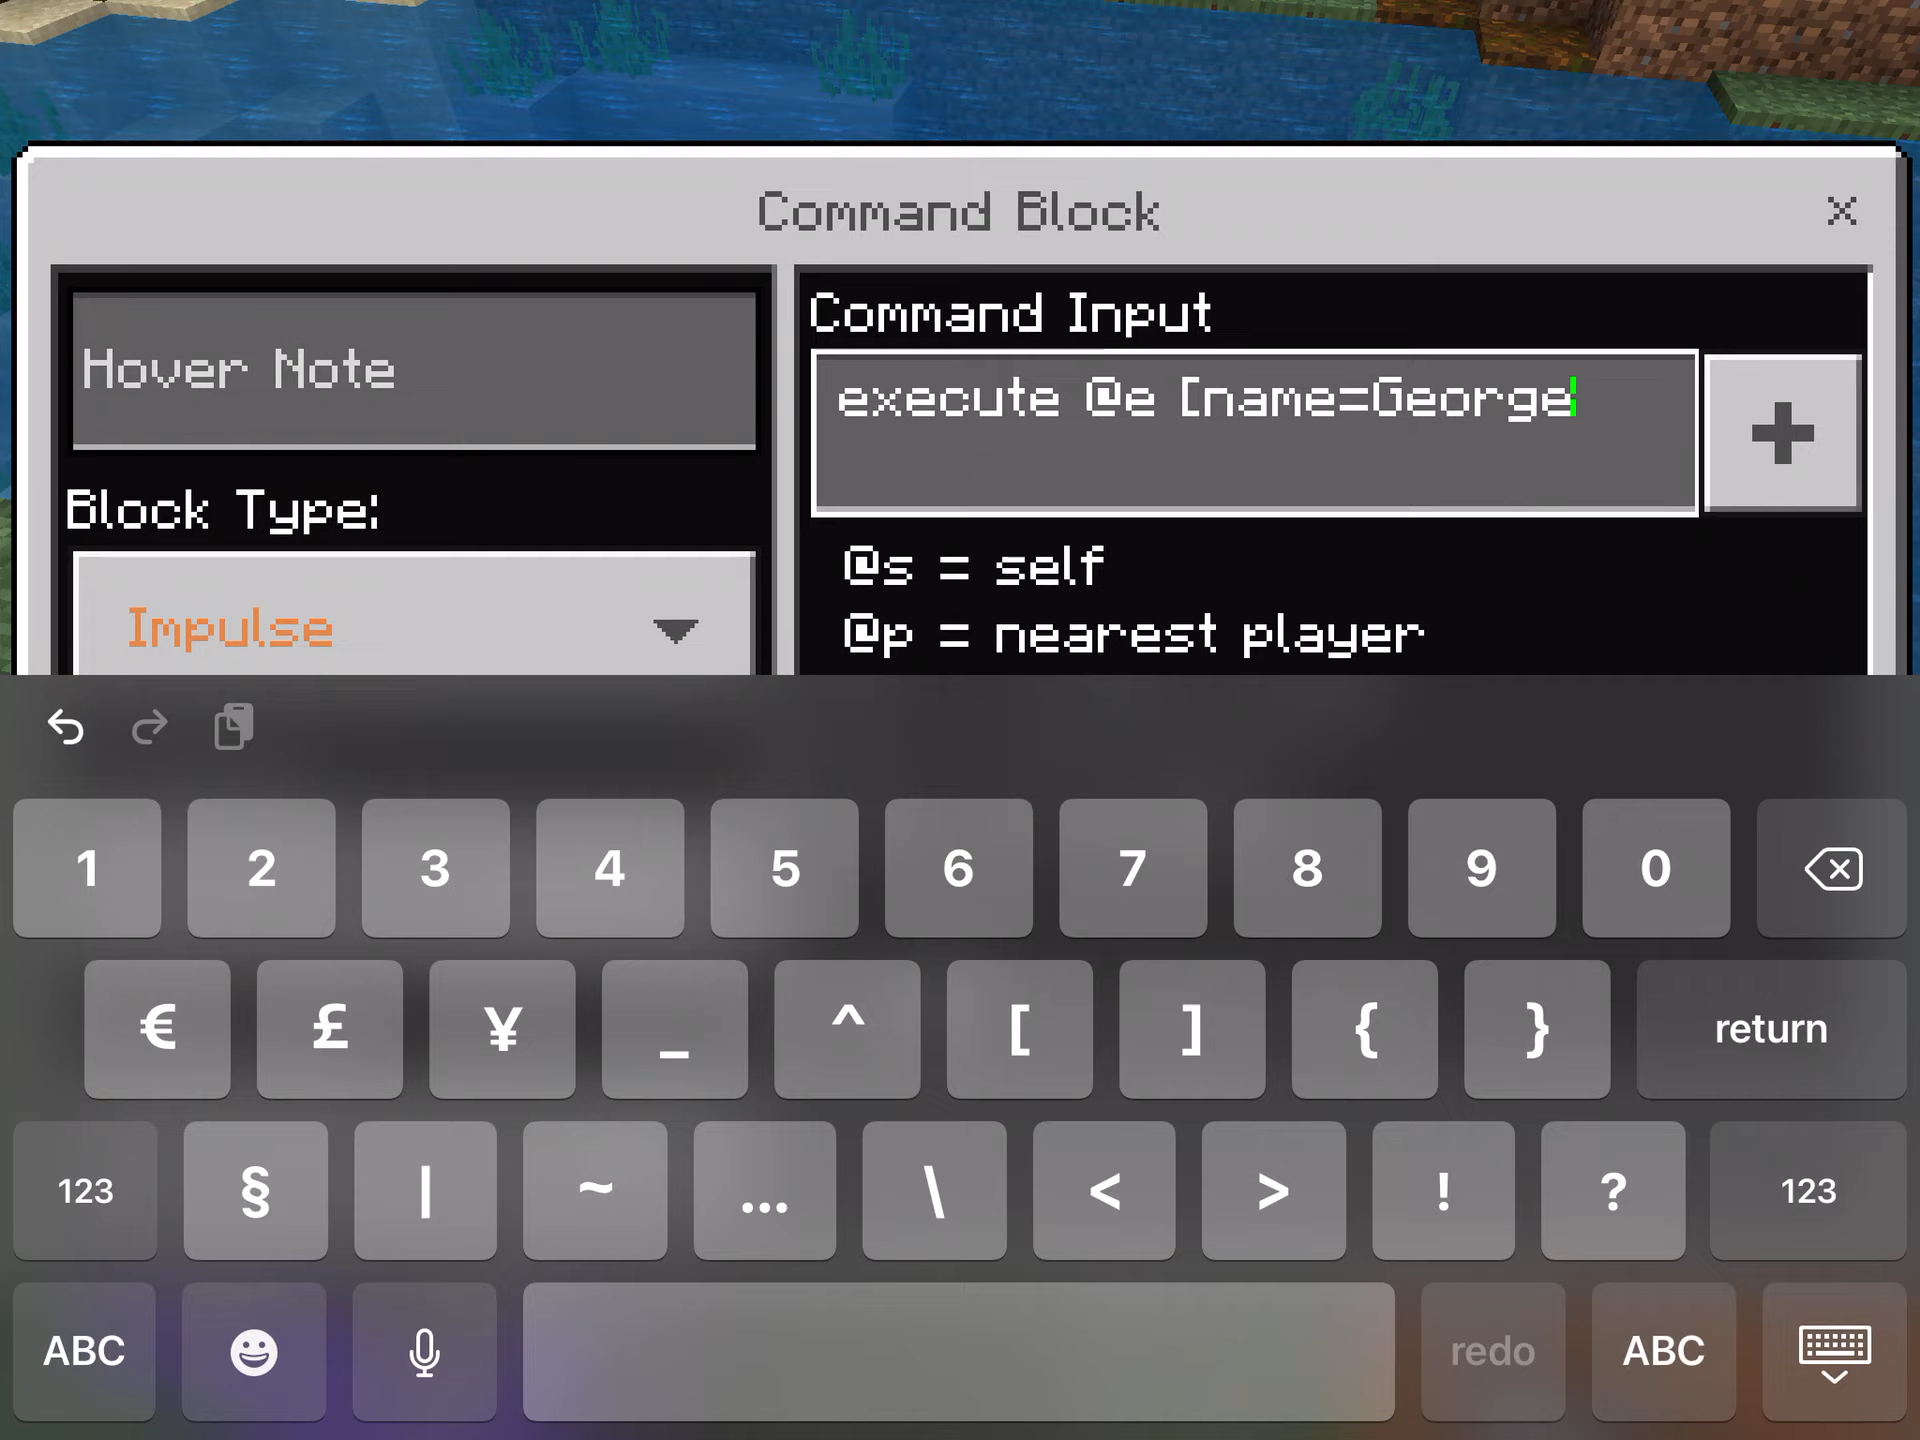 Command Block
Hover Note
Block Type:
Impulse
Command Input
execute @e [name=George
@s = self
@p = nearest player
1 2 3 4 5 6 7 8 9 0
€ £ ¥ _ ^ [ ] { } return
123 § | ~ ... \ < > ! ? 123
ABC redo ABC